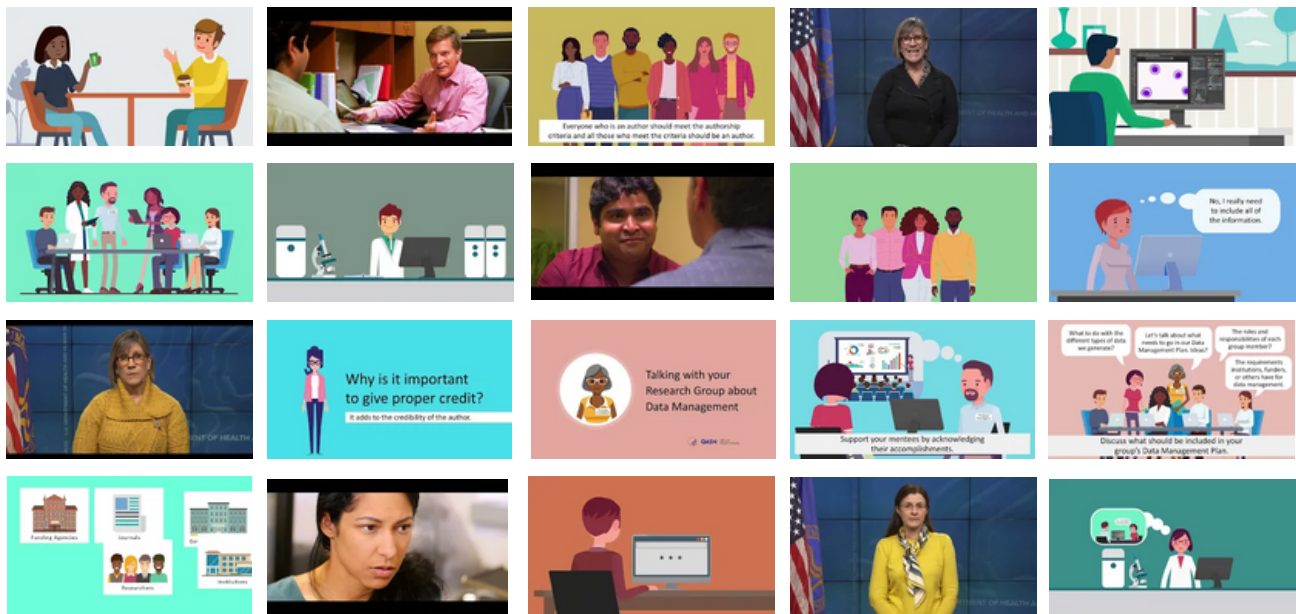 Everyone who is an author should meet the authorship
criteria and all those who meet the criteria should be an author.
No, I really need
to include all of
the information.
Why is it important
to give proper credit?
It adds to the credibility of the author.
Talking with your
Research Group about
Data Management
Support your mentees by acknowledging
their accomplishments.
What to do with the
different types of data
we generate?
Let's talk about what
needs to go in our Data
Management Plan. Ideas?
The roles and
responsibilities of each
group member?
The requirements
institutions, funders,
or others have for
data management.
Discuss what should be included in your
group's Data Management Plan.
Funding Agencies
Journals
Researchers
Institutions